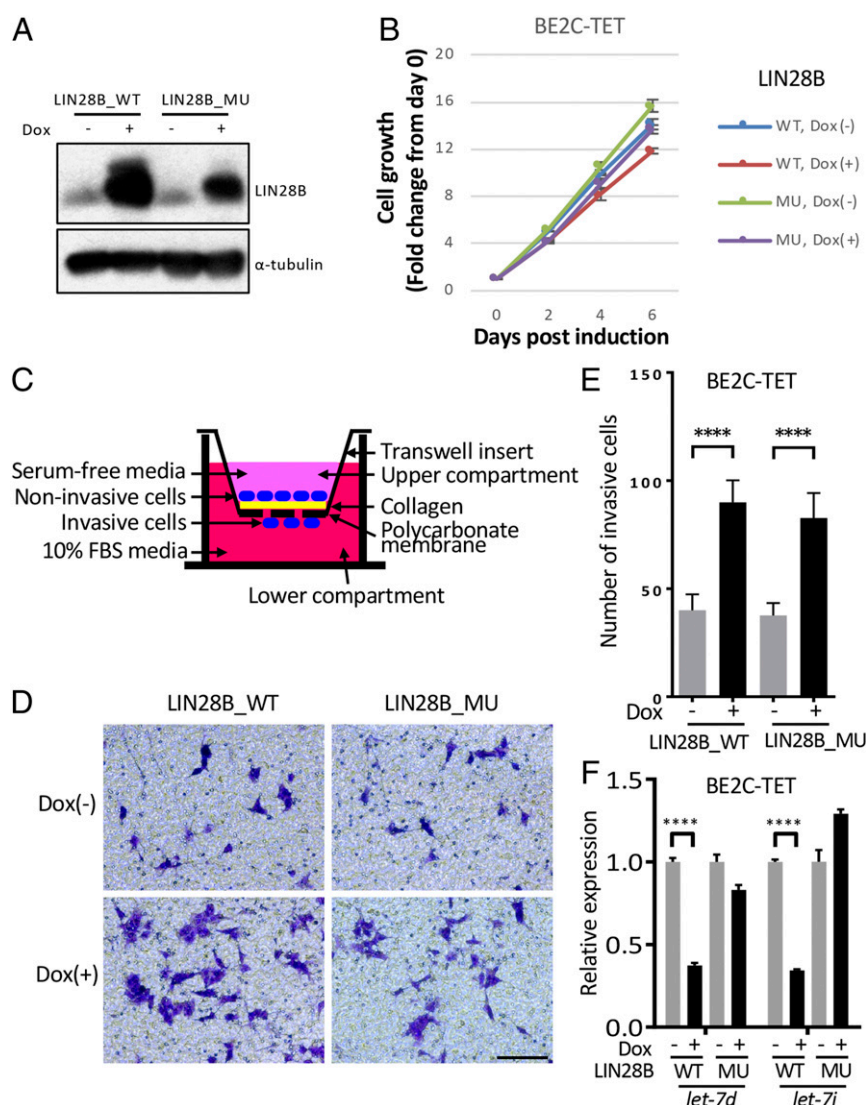 A
LIN28B_WT LIN28B_MU
Dox - + - +
LIN28B
α-tubulin
B
BE2C-TET
20
16
12
8
4
0
Cell growth
(Fold change from day 0)
0 2 4 6
Days post induction
LIN28B
WT, Dox(-)
WT, Dox(+)
MU, Dox(-)
MU, Dox(+)
C
Serum-free media
Non-invasive cells
Invasive cells
10% FBS media
Transwell insert
Upper compartment
Collagen
Polycarbonate
membrane
Lower compartment
D
LIN28B_WT LIN28B_MU
Dox(-)
Dox(+)
E
BE2C-TET
150
100
50
0
Number of invasive cells
**** ****
Dox - + - +
LIN28B_WT LIN28B_MU
F
BE2C-TET
1.5
1.0
0.5
0.0
Relative expression
**** ****
- + - + - + - + Dox
LIN28B WT MU WT MU
let-7d let-7i